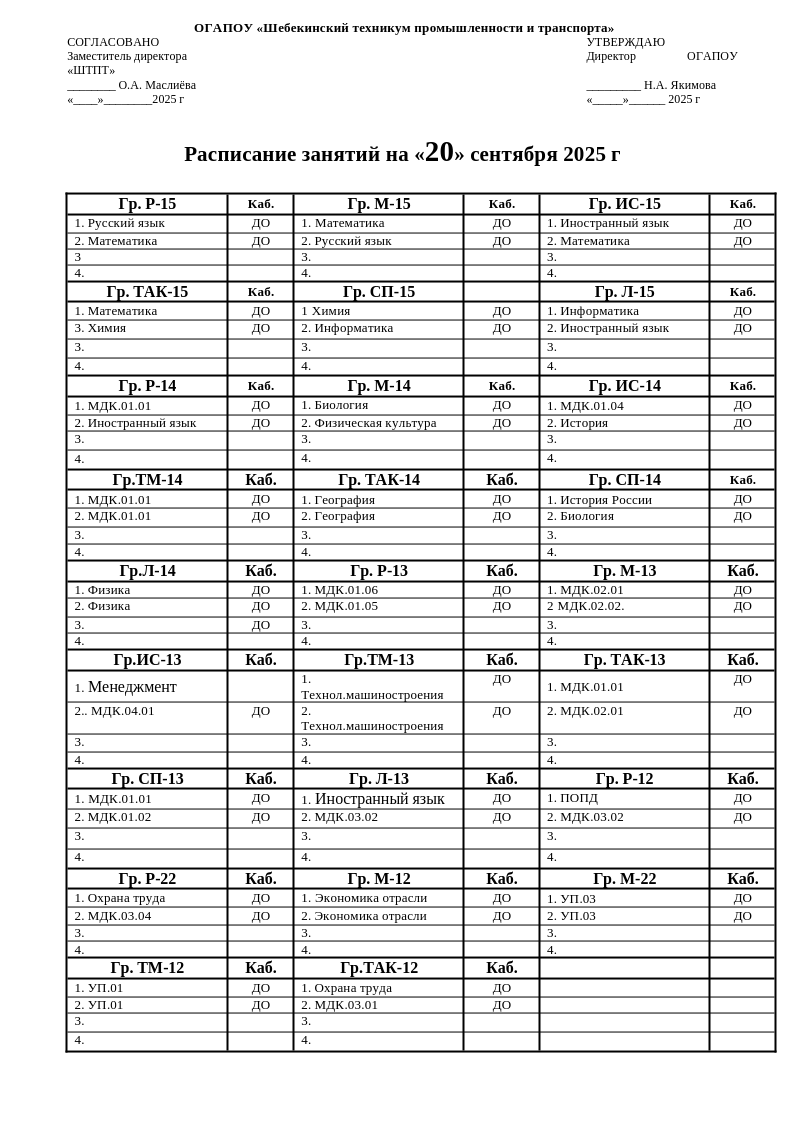 ОГАПОУ «Шебекинский техникум промышленности и транспорта»
СОГЛАСОВАНО УТВЕРЖДАЮ
Заместитель директора Директор ОГАПОУ
«ШТПТ»
________ О.А. Маслиёва _________ Н.А. Якимова
«____»________2025 г «_____»______ 2025 г
Расписание занятий на «20» сентября 2025 г
Гр. Р-15 Каб. Гр. М-15 Каб. Гр. ИС-15 Каб.
1. Русский язык ДО 1. Математика ДО 1. Иностранный язык ДО
2. Математика ДО 2. Русский язык ДО 2. Математика ДО
3 3. 3.
4. 4. 4.
Гр. ТАК-15 Каб. Гр. СП-15 Гр. Л-15 Каб.
1. Математика ДО 1 Химия ДО 1. Информатика ДО
3. Химия ДО 2. Информатика ДО 2. Иностранный язык ДО
3. 3. 3.
4. 4. 4.
Гр. Р-14 Каб. Гр. М-14 Каб. Гр. ИС-14 Каб.
1. МДК.01.01 ДО 1. Биология ДО 1. МДК.01.04 ДО
2. Иностранный язык ДО 2. Физическая культура ДО 2. История ДО
3. 3. 3.
4. 4. 4.
Гр.ТМ-14 Каб. Гр. ТАК-14 Каб. Гр. СП-14 Каб.
1. МДК.01.01 ДО 1. География ДО 1. История России ДО
2. МДК.01.01 ДО 2. География ДО 2. Биология ДО
3. 3. 3.
4. 4. 4.
Гр.Л-14 Каб. Гр. Р-13 Каб. Гр. М-13 Каб.
1. Физика ДО 1. МДК.01.06 ДО 1. МДК.02.01 ДО
2. Физика ДО 2. МДК.01.05 ДО 2 МДК.02.02. ДО
3. ДО 3. 3.
4. 4. 4.
Гр.ИС-13 Каб. Гр.ТМ-13 Каб. Гр. ТАК-13 Каб.
1. Менеджмент 1. Технол.машиностроения ДО 1. МДК.01.01 ДО
2.. МДК.04.01 ДО 2. Технол.машиностроения ДО 2. МДК.02.01 ДО
3. 3. 3.
4. 4. 4.
Гр. СП-13 Каб. Гр. Л-13 Каб. Гр. Р-12 Каб.
1. МДК.01.01 ДО 1. Иностранный язык ДО 1. ПОПД ДО
2. МДК.01.02 ДО 2. МДК.03.02 ДО 2. МДК.03.02 ДО
3. 3. 3.
4. 4. 4.
Гр. Р-22 Каб. Гр. М-12 Каб. Гр. М-22 Каб.
1. Охрана труда ДО 1. Экономика отрасли ДО 1. УП.03 ДО
2. МДК.03.04 ДО 2. Экономика отрасли ДО 2. УП.03 ДО
3. 3. 3.
4. 4. 4.
Гр. ТМ-12 Каб. Гр.ТАК-12 Каб.
1. УП.01 ДО 1. Охрана труда ДО
2. УП.01 ДО 2. МДК.03.01 ДО
3. 3.
4. 4.